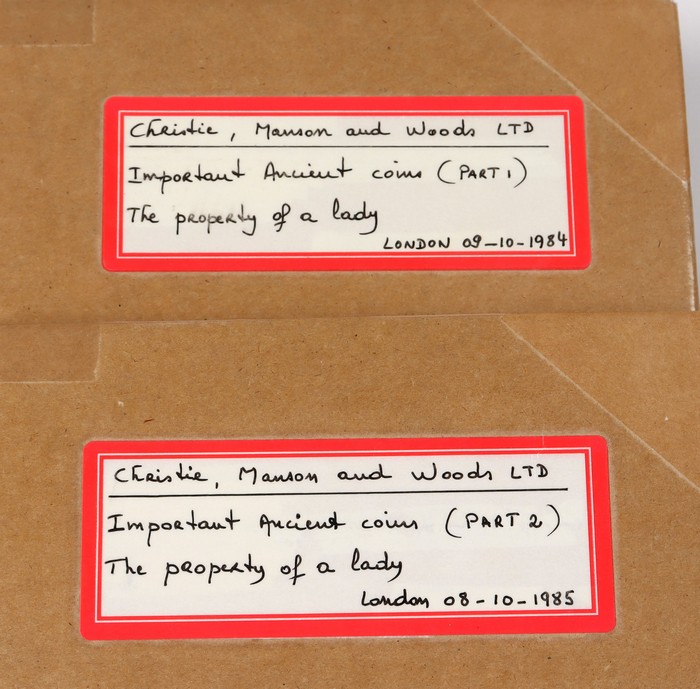 Christie, Manson and Woods LTD
Important Ancient coins (PART 1)
The property of a lady
LONDON 09-10-1984
Christie, Manson and Woods LTD
Important Ancient coins (PART 2)
The property of a lady
London 08-10-1985